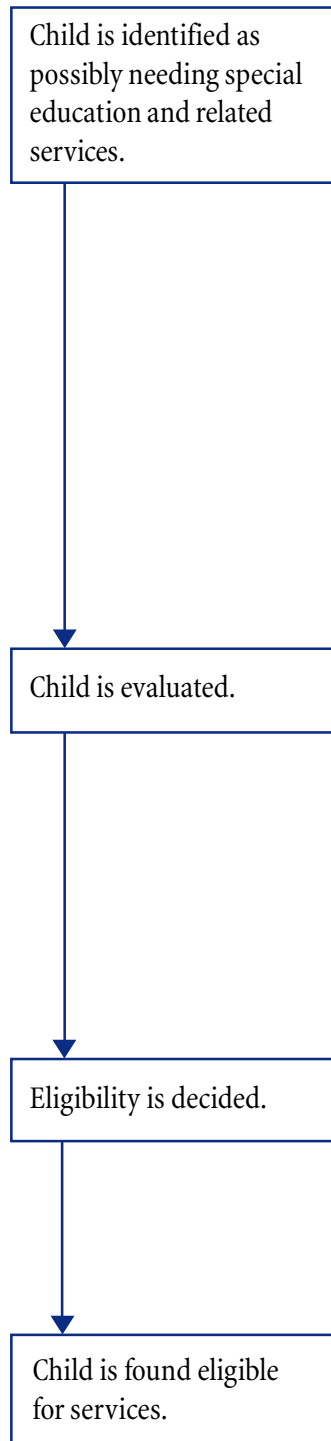 Child is identified as
possibly needing special
education and related
services.
Child is evaluated.
Eligibility is decided.
Child is found eligible
for services.